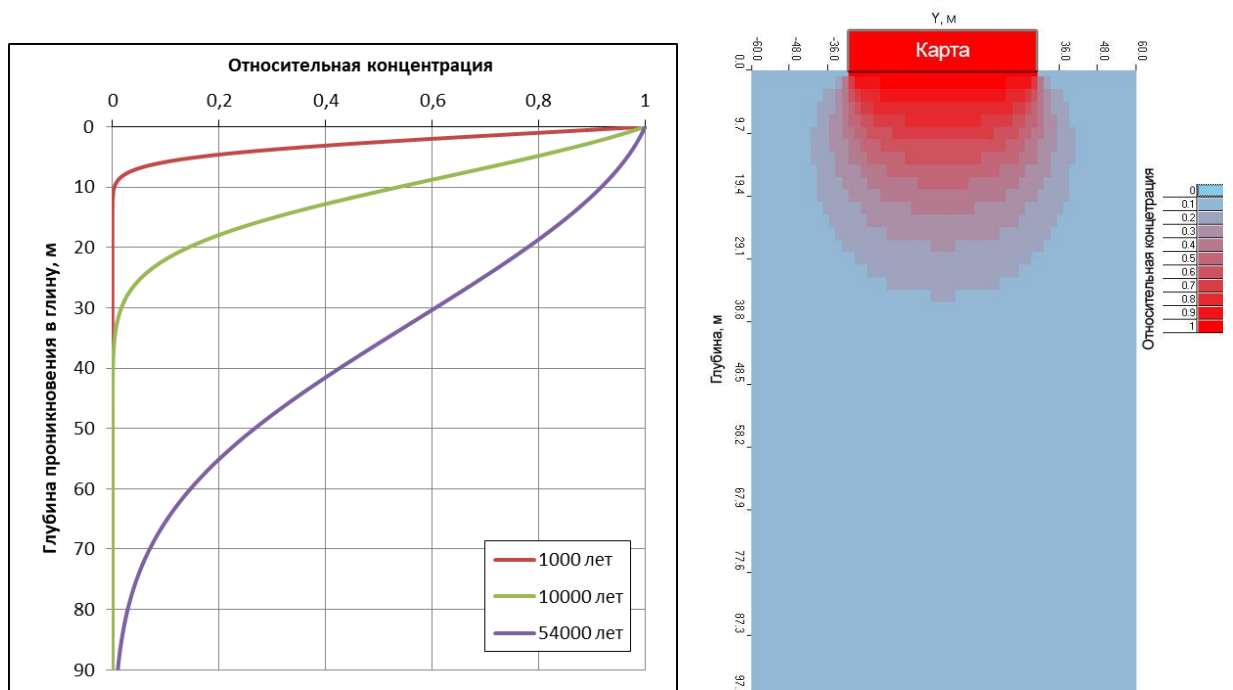 Относительная концентрация
0 0,2 0,4 0,6 0,8 1
Глубина проникновения в глину, м
0
10
20
30
40
50
60
70
80
90
1000 лет
10000 лет
54000 лет
Y, м
-60.0 -48.0 -36.0 36.0 48.0 60.0
Карта
Глубина, м
0.0
9.7
19.4
29.1
38.8
48.5
58.2
67.9
77.6
87.3
97.
Относительная концетрация
0
0.1
0.2
0.3
0.4
0.5
0.6
0.7
0.8
0.9
1